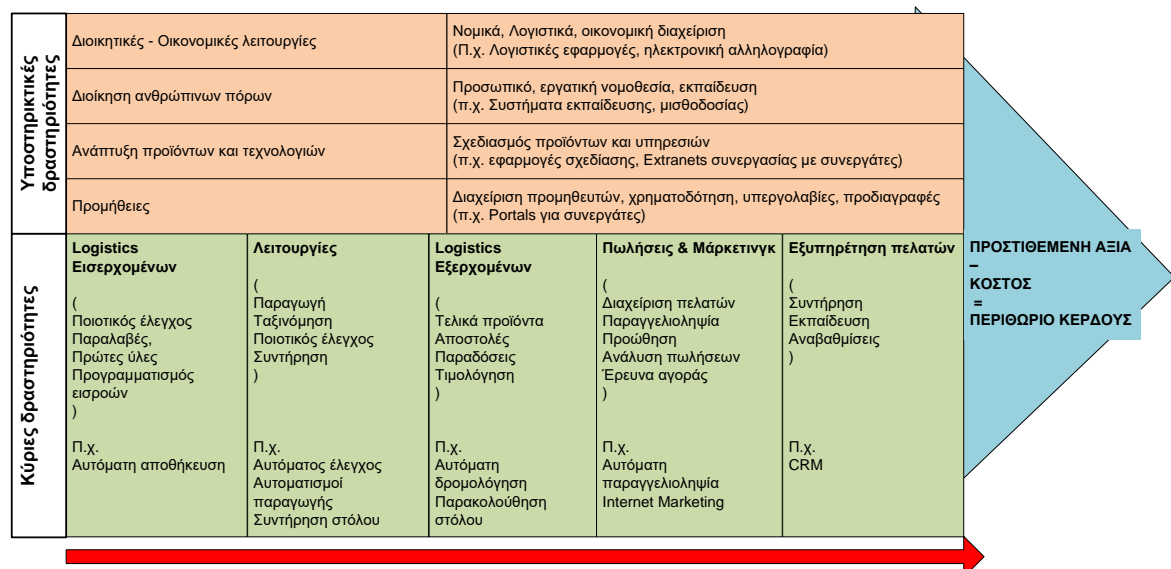 Υποστηρικτικές
δραστηριότητες
Διοικητικές - Οικονομικές λειτουργίες
Νομικά, Λογιστικά, οικονομική διαχείριση
(Π.χ. Λογιστικές εφαρμογές, ηλεκτρονική αλληλογραφία)
Διοίκηση ανθρώπινων πόρων
Προσωπικό, εργατική νομοθεσία, εκπαίδευση
(π.χ. Συστήματα εκπαίδευσης, μισθοδοσίας)
Ανάπτυξη προϊόντων και τεχνολογιών
Σχεδιασμός προϊόντων και υπηρεσιών
(π.χ. εφαρμογές σχεδίασης, Extranets συνεργασίας με συνεργάτες)
Προμήθειες
Διαχείριση προμηθευτών, χρηματοδότηση, υπεργολαβίες, προδιαγραφές
(π.χ. Portals για συνεργάτες)
Κύριες δραστηριότητες
Logistics
Εισερχομένων
(
Ποιοτικός έλεγχος
Παραλαβές,
Πρώτες ύλες
Προγραμματισμός
εισροών
)
Π.χ.
Αυτόματη αποθήκευση
Λειτουργίες
(
Παραγωγή
Ταξινόμηση
Ποιοτικός έλεγχος
Συντήρηση
)
Π.χ.
Αυτόματος έλεγχος
Αυτοματισμοί
παραγωγής
Συντήρηση στόλου
Logistics
Εξερχομένων
(
Τελικά προϊόντα
Αποστολές
Παραδόσεις
Τιμολόγηση
)
Π.χ.
Αυτόματη
δρομολόγηση
Παρακολούθηση
στόλου
Πωλήσεις & Μάρκετινγκ
(
Διαχείριση πελατών
Παραγγελιοληψία
Προώθηση
Ανάλυση πωλήσεων
Έρευνα αγοράς
)
Π.χ.
Αυτόματη
παραγγελιοληψία
Internet Marketing
Εξυπηρέτηση πελατών
(
Συντήρηση
Εκπαίδευση
Αναβαθμίσεις
)
Π.χ.
CRM
ΠΡΟΣΤΙΘΕΜΕΝΗ ΑΞΙΑ
–
ΚΟΣΤΟΣ
=
ΠΕΡΙΘΩΡΙΟ ΚΕΡΔΟΥΣ